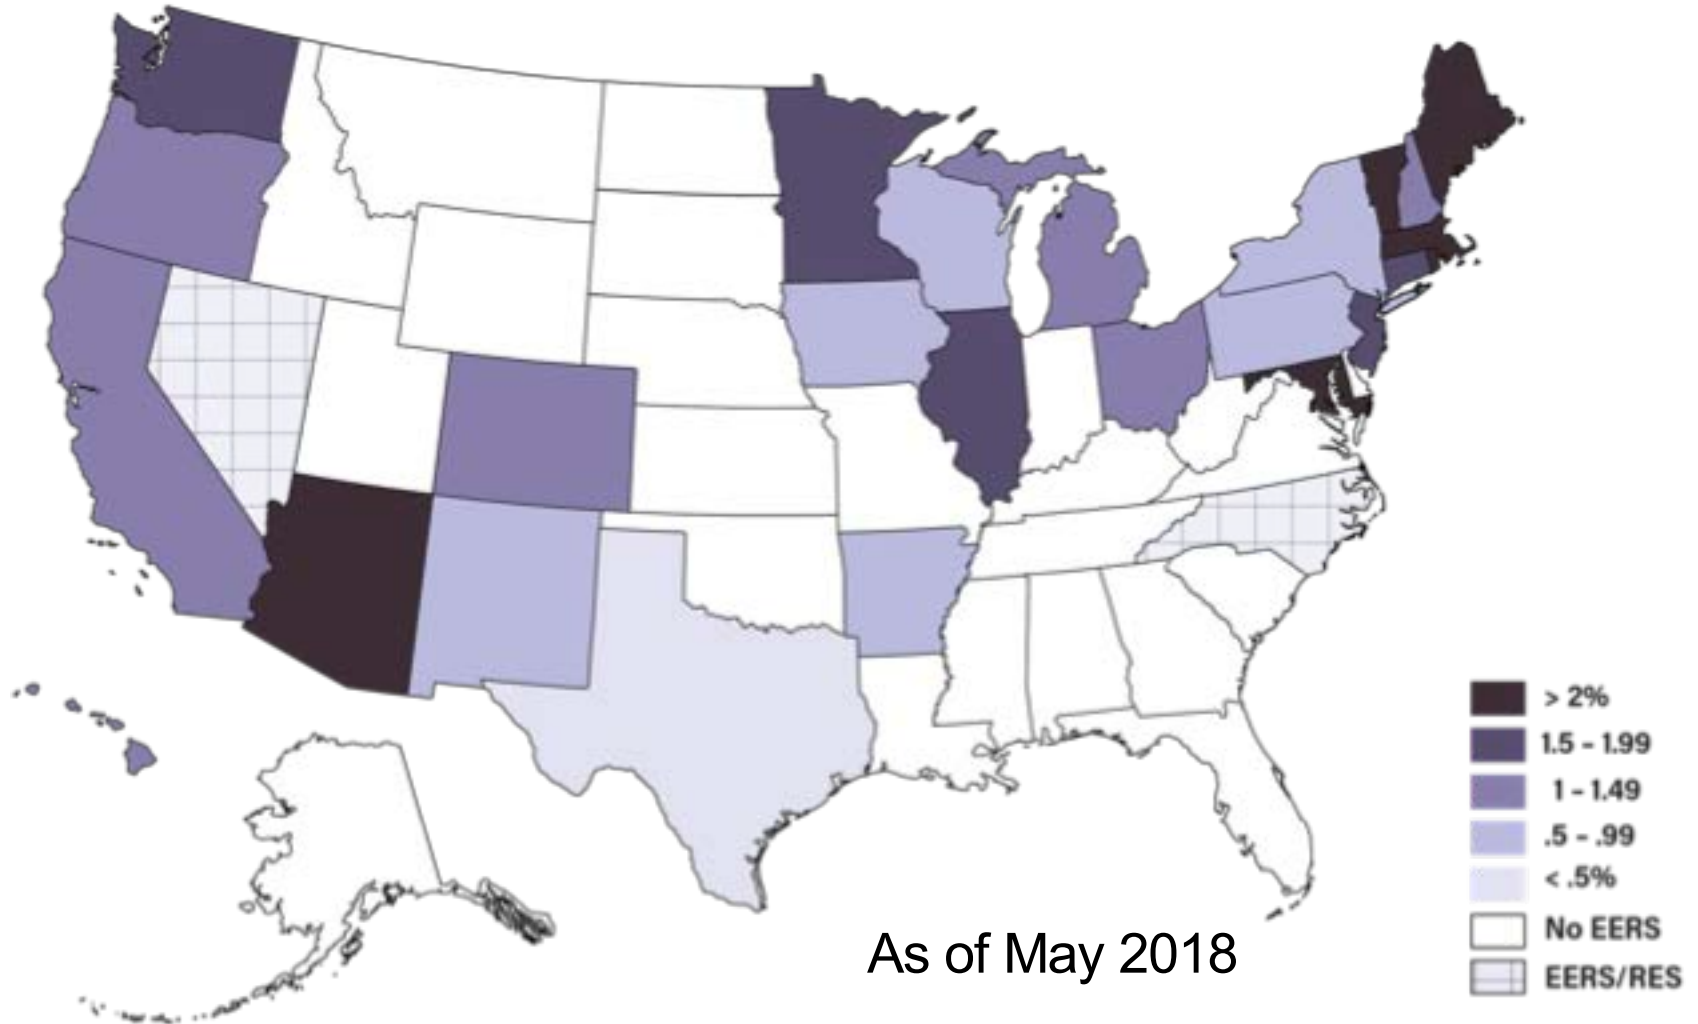 > 2%
1.5 - 1.99
1 - 1.49
.5 - .99
< .5%
No EERS
EERS/RES
As of May 2018